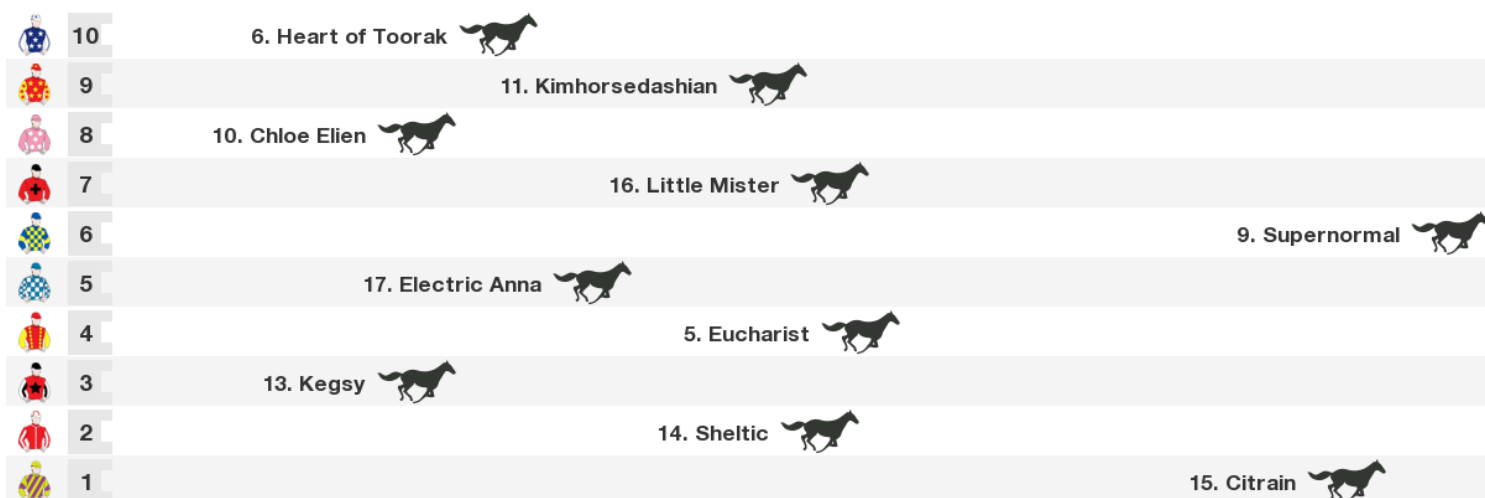 10 6. Heart of Toorak
9 11. Kimhorsedashian
8 10. Chloe Elien
7 16. Little Mister
6 9. Supernormal
5 17. Electric Anna
4 5. Eucharist
3 13. Kegsy
2 14. Sheltic
1 15. Citrain